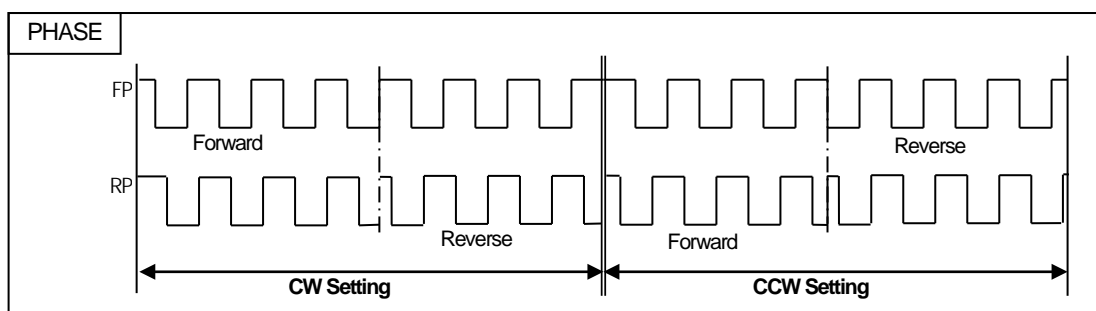 PHASE
FP
Forward
Reverse
RP
Reverse
Forward
CW Setting
CCW Setting